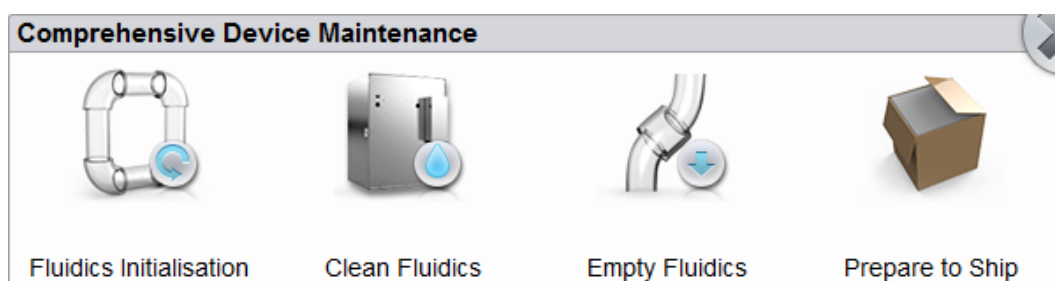 Comprehensive Device Maintenance
Fluidics Initialisation
Clean Fluidics
Empty Fluidics
Prepare to Ship